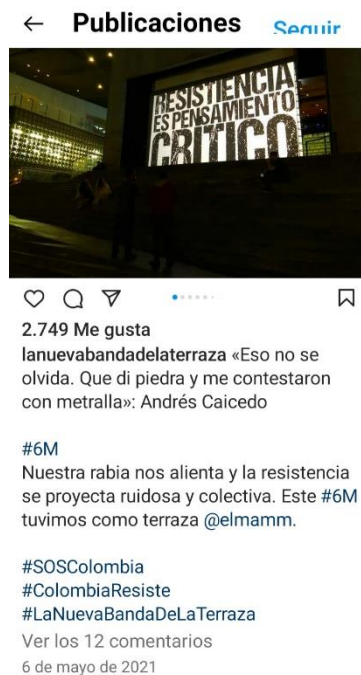 Publicaciones
Seguir
RESISTENCIA
ES PENSAMIENTO
CRITICO
2.749 Me gusta
lanuevabandadelaterraza «Eso no se
olvida. Que di piedra y me contestaron
con metralla»: Andrés Caicedo
#6M
Nuestra rabia nos alienta y la resistencia
se proyecta ruidosa y colectiva. Este #6M
tuvimos como terraza @elmamm.
#SOSColombia
#ColombiaResiste
#LaNuevaBandaDeLaTerraza
Ver los 12 comentarios
6 de mayo de 2021